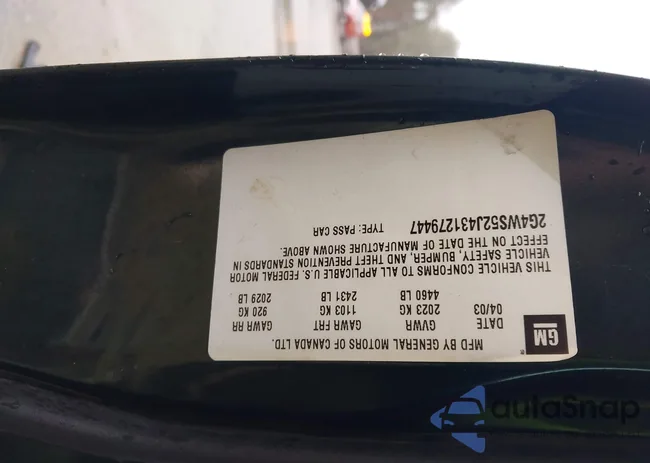 MFD BY GENERAL MOTORS OF CANADA LTD.
GM
DATE GVWR GAWR FRT GAWR RR
04/03 2023 KG 1103 KG 920 KG
4460 LB 2431 LB 2029 LB
THIS VEHICLE CONFORMS TO ALL APPLICABLE U.S. FEDERAL MOTOR
VEHICLE SAFETY, BUMPER, AND THEFT PREVENTION STANDARDS IN
EFFECT ON THE DATE OF MANUFACTURE SHOWN ABOVE.
2G4WS52J431279447 TYPE: PASS CAR
autoSnap